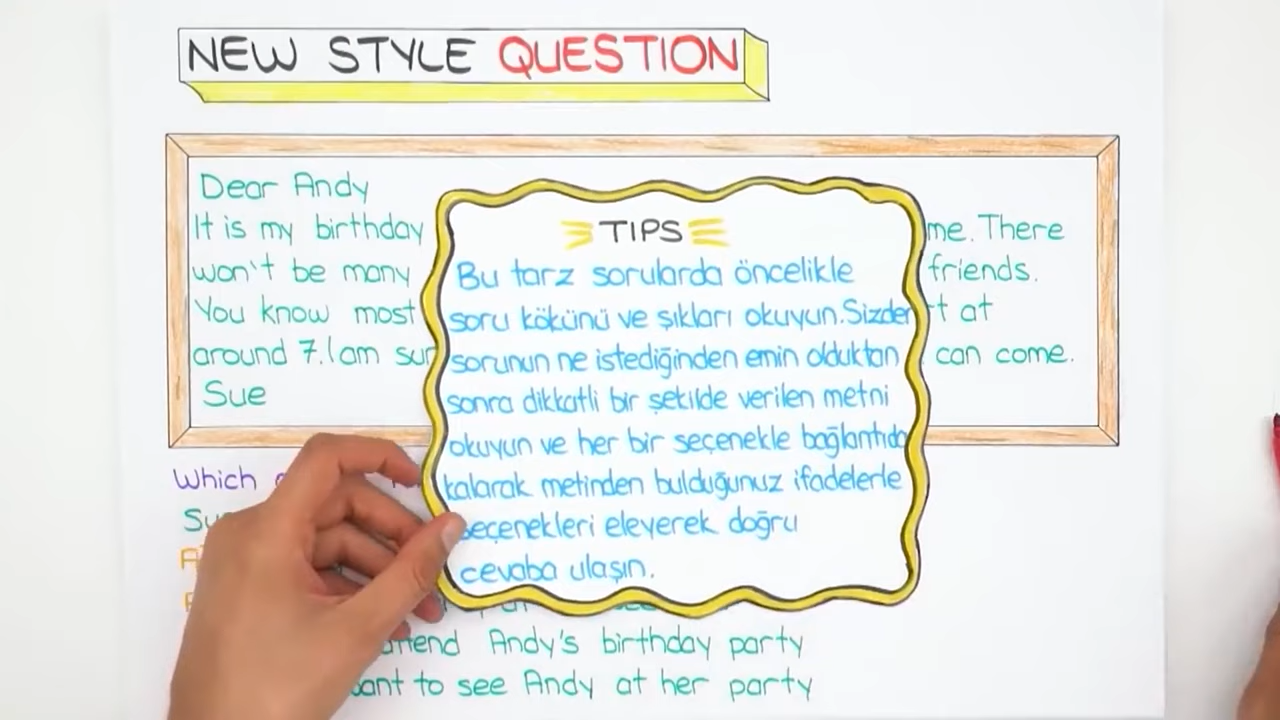 NEW STYLE QUESTION
Dear Andy
It is my birthday me. There
won't be many friends.
You know most t at
around 7. I am sur can come.
Sue
TIPS
Bu tarz sorularda öncelikle
soru kökünü ve şıkları okuyun. Sizden
sorunun ne istediğinden emin olduktan
sonra dikkatli bir şekilde verilen metni
okuyun ve her bir seçenekle bağlantıda
kalarak metinden bulduğunuz ifadelerle
seçenekleri eleyerek doğru
cevaba ulaşın.
Which
Andy's birthday party
to see Andy at her party